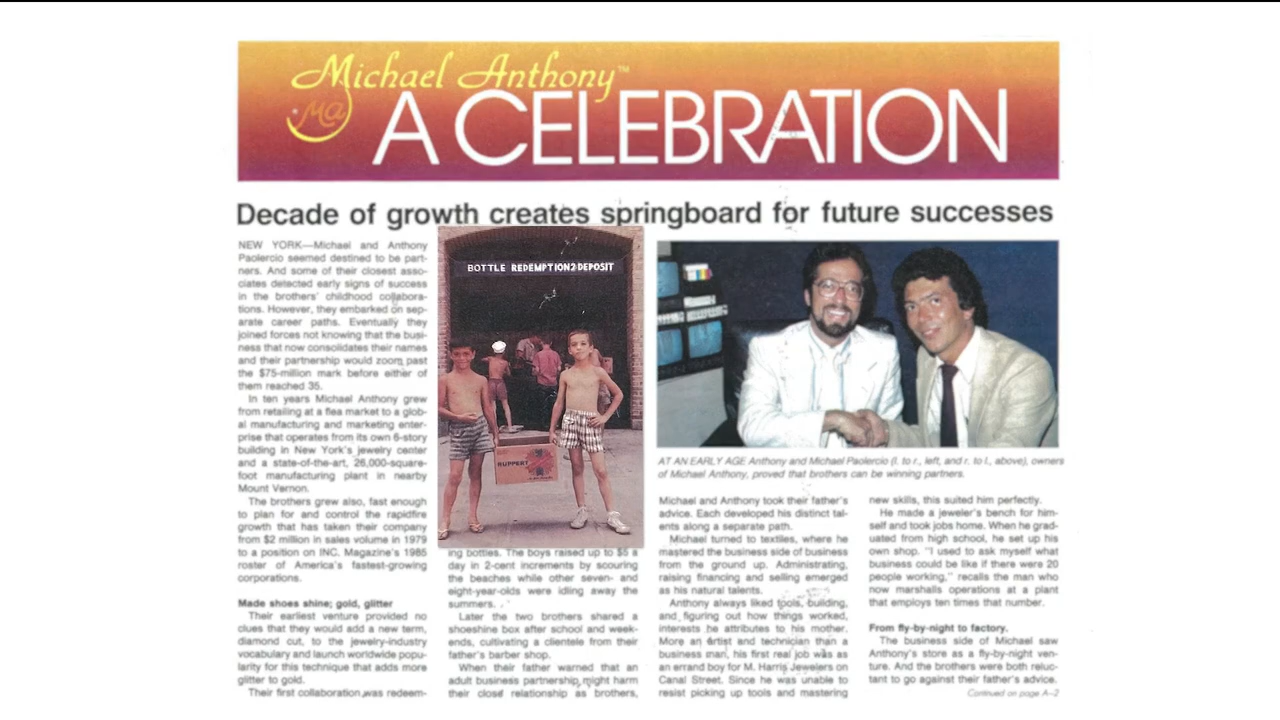 Michael Anthony™
MA
A CELEBRATION
Decade of growth creates springboard for future successes
NEW YORK—Michael and Anthony
Paolercio seemed destined to be part-
ners. And some of their closest asso-
ciates detected early signs of success
in the brothers' childhood collabora-
tions. However, they embarked on sep-
arate career paths. Eventually they
joined forces not knowing that the busi-
ness that now consolidates their names
and their partnership would zoom past
the $75-million mark before either of
them reached 35.
In ten years Michael Anthony grew
from retailing at a flea market to a glob-
al manufacturing and marketing enter-
prise that operates from its own 6-story
building in New York's jewelry center
and a state-of-the-art, 26,000-square-
foot manufacturing plant in nearby
Mount Vernon.
The brothers grew also, fast enough
to plan for and control the rapidfire
growth that has taken their company
from $2 million in sales volume in 1979
to a position on INC. Magazine's 1985
roster of America's fastest-growing
corporations.
Made shoes shine; gold, glitter
Their earliest venture provided no
clues that they would add a new term,
diamond cut, to the jewelry-industry
vocabulary and launch worldwide popu-
larity for this technique that adds more
glitter to gold.
Their first collaboration was redeem-
BOTTLE REDEMPTION 2¢ DEPOSIT
RUPPERT
ing bottles. The boys raised up to $5 a
day in 2-cent increments by scouring
the beaches while other seven- and
eight-year-olds were idling away the
summers.
Later the two brothers shared a
shoeshine box after school and week-
ends, cultivating a clientele from their
father's barber shop.
When their father warned that an
adult business partnership might harm
their close relationship as brothers,
AT AN EARLY AGE Anthony and Michael Paolercio (l. to r., left, and r. to l., above), owners
of Michael Anthony, proved that brothers can be winning partners.
Michael and Anthony took their father's
advice. Each developed his distinct tal-
ents along a separate path.
Michael turned to textiles, where he
mastered the business side of business
from the ground up. Administrating,
raising financing and selling emerged
as his natural talents.
Anthony always liked tools, building,
and figuring out how things worked,
interests he attributes to his mother.
More an artist and technician than a
business man, his first real job was as
an errand boy for M. Harris Jewelers on
Canal Street. Since he was unable to
resist picking up tools and mastering
new skills, this suited him perfectly.
He made a jeweler's bench for him-
self and took jobs home. When he grad-
uated from high school, he set up his
own shop. "I used to ask myself what
business could be like if there were 20
people working," recalls the man who
now marshalls operations at a plant
that employs ten times that number.
From fly-by-night to factory.
The business side of Michael saw
Anthony's store as a fly-by-night ven-
ture. And the brothers were both reluc-
tant to go against their father's advice.
Continued on page A-2